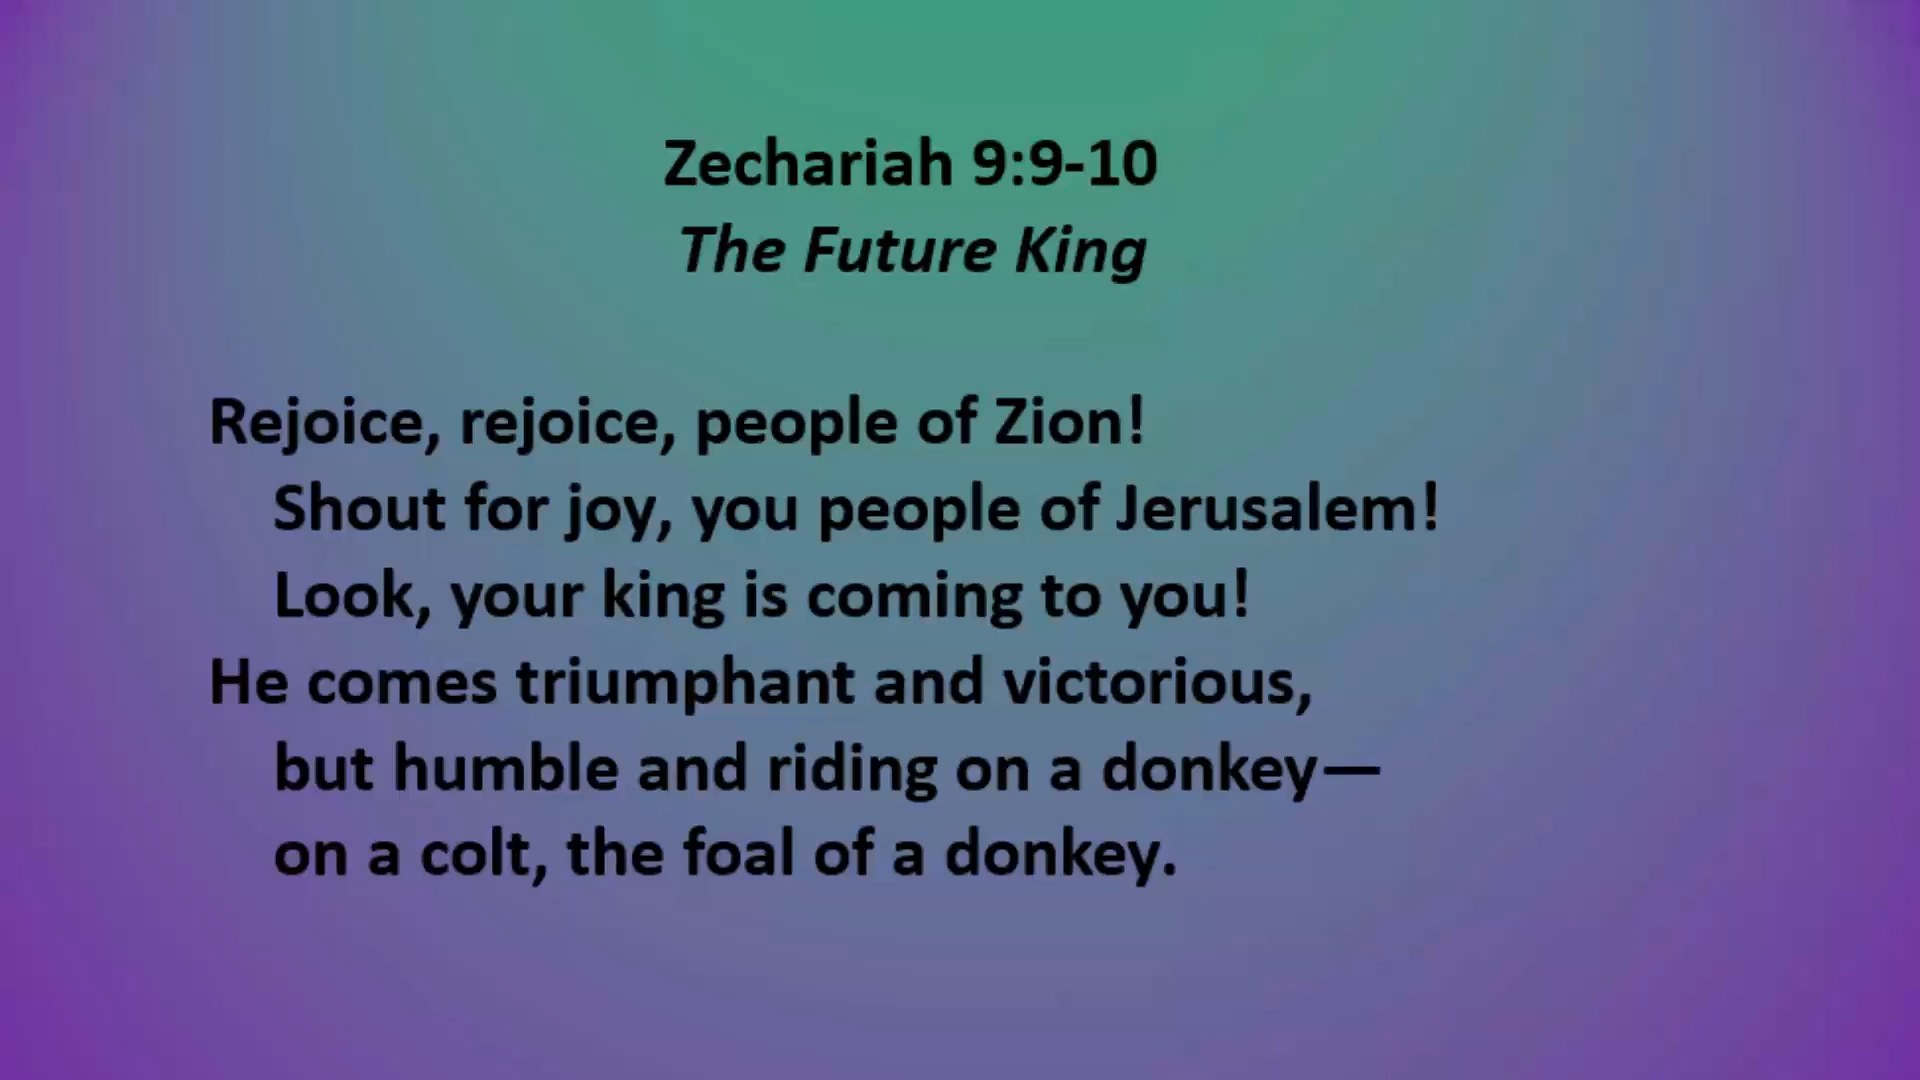 Zechariah 9:9-10
The Future King
Rejoice, rejoice, people of Zion!
Shout for joy, you people of Jerusalem!
Look, your king is coming to you!
He comes triumphant and victorious,
but humble and riding on a donkey—
on a colt, the foal of a donkey.